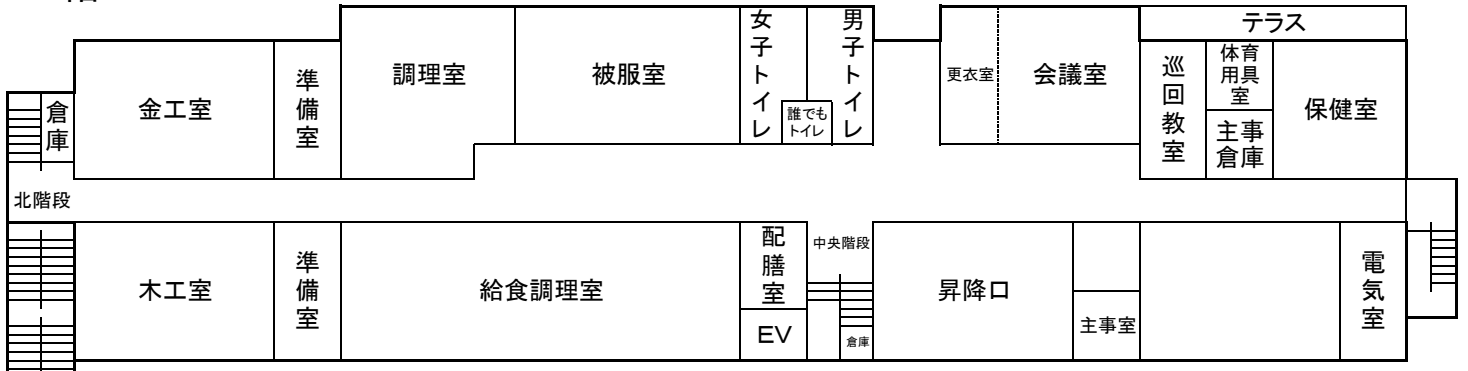 テラス
女子トイレ
男子トイレ
体育
用具
室
準備室
調理室
被服室
更衣室
会議室
巡回教室
倉庫
金工室
誰でも
トイレ
主事
倉庫
保健室
北階段
配膳室
中央階段
木工室
準備室
給食調理室
昇降口
電気室
主事室
EV
倉庫